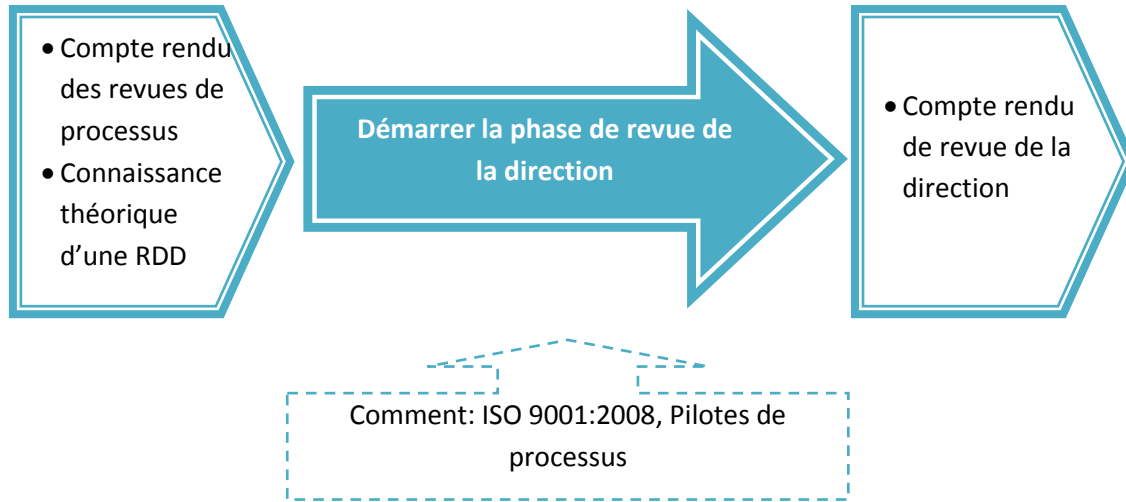 • Compte rendu
des revues de
processus
• Connaissance
théorique
d’une RDD
Démarrer la phase de revue de
la direction
• Compte rendu
de revue de la
direction
Comment: ISO 9001:2008, Pilotes de
processus